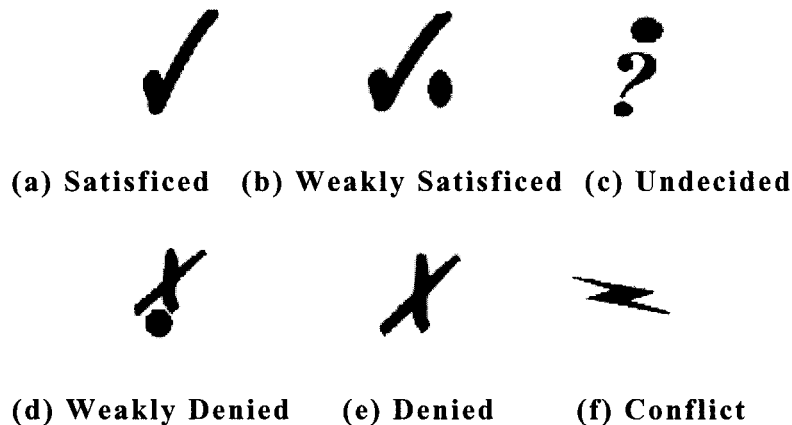 ?
(a) Satisficed (b) Weakly Satisficed (c) Undecided
(d) Weakly Denied (e) Denied (f) Conflict